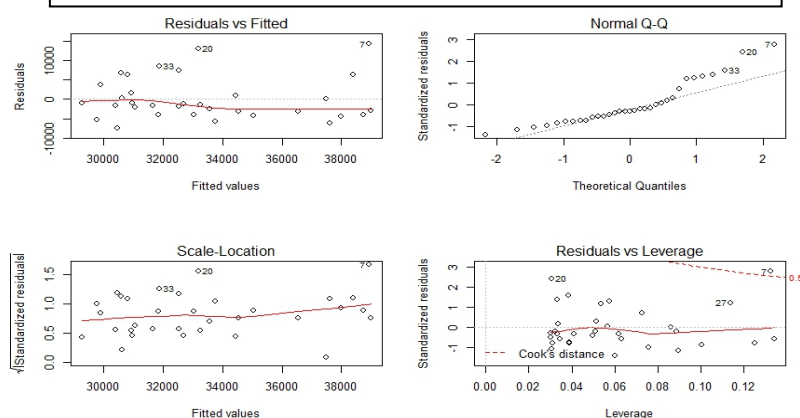 Residuals vs Fitted
Residuals
10000
0
-10000
7
20
33
30000 32000 34000 36000 38000
Fitted values
Normal Q-Q
Standardized residuals
3
2
1
0
-1
7
20
33
-2 -1 0 1 2
Theoretical Quantiles
Scale-Location
√|Standardized residuals|
1.5
1.0
0.5
0.0
7
20
33
30000 32000 34000 36000 38000
Fitted values
Residuals vs Leverage
Standardized residuals
3
2
1
0
-1
20
7
0.5
27
Cook's distance
0.00 0.02 0.04 0.06 0.08 0.10 0.12
Leverage